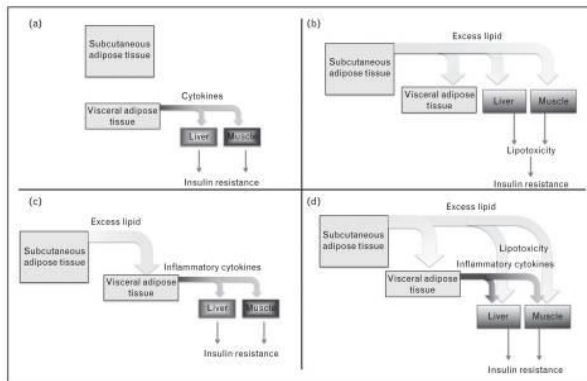 (a)
Subcutaneous
adipose tissue
Cytokines
Visceral adipose
tissue
Liver
Muscle
Insulin resistance
(b)
Excess lipid
Subcutaneous
adipose tissue
Visceral adipose
tissue
Liver
Muscle
Lipotoxicity
Insulin resistance
(c)
Excess lipid
Subcutaneous
adipose tissue
Inflammatory cytokines
Visceral adipose
tissue
Liver
Muscle
Insulin resistance
(d)
Excess lipid
Subcutaneous
adipose tissue
Lipotoxicity
Inflammatory cytokines
Visceral adipose
tissue
Liver
Muscle
Insulin resistance